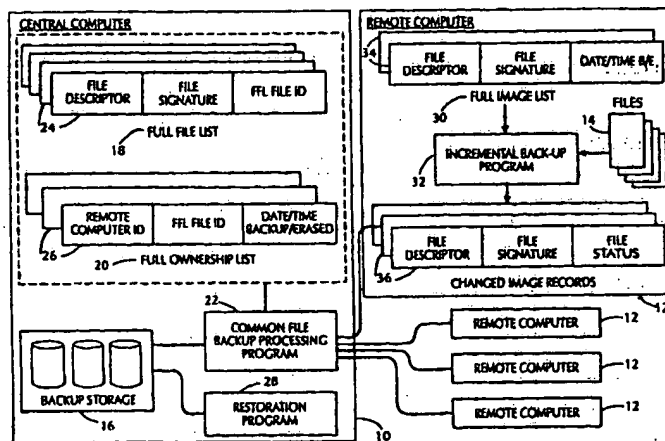 CENTRAL COMPUTER
FILE DESCRIPTOR
FILE SIGNATURE
FFL FILE ID
24
18
FULL FILE LIST
REMOTE COMPUTER ID
FFL FILE ID
DATE/TIME BACKUP/ERASED
26
20
FULL OWNERSHIP LIST
22
COMMON FILE BACKUP PROCESSING PROGRAM
BACKUP STORAGE
16
28
RESTORATION PROGRAM
10
REMOTE COMPUTER
34
FILE DESCRIPTOR
FILE SIGNATURE
DATE/TIME B/E
30
FULL IMAGE LIST
14
FILES
32
INCREMENTAL BACK-UP PROGRAM
FILE DESCRIPTOR
FILE SIGNATURE
FILE STATUS
36
CHANGED IMAGE RECORDS
12
REMOTE COMPUTER
12
REMOTE COMPUTER
12
REMOTE COMPUTER
12